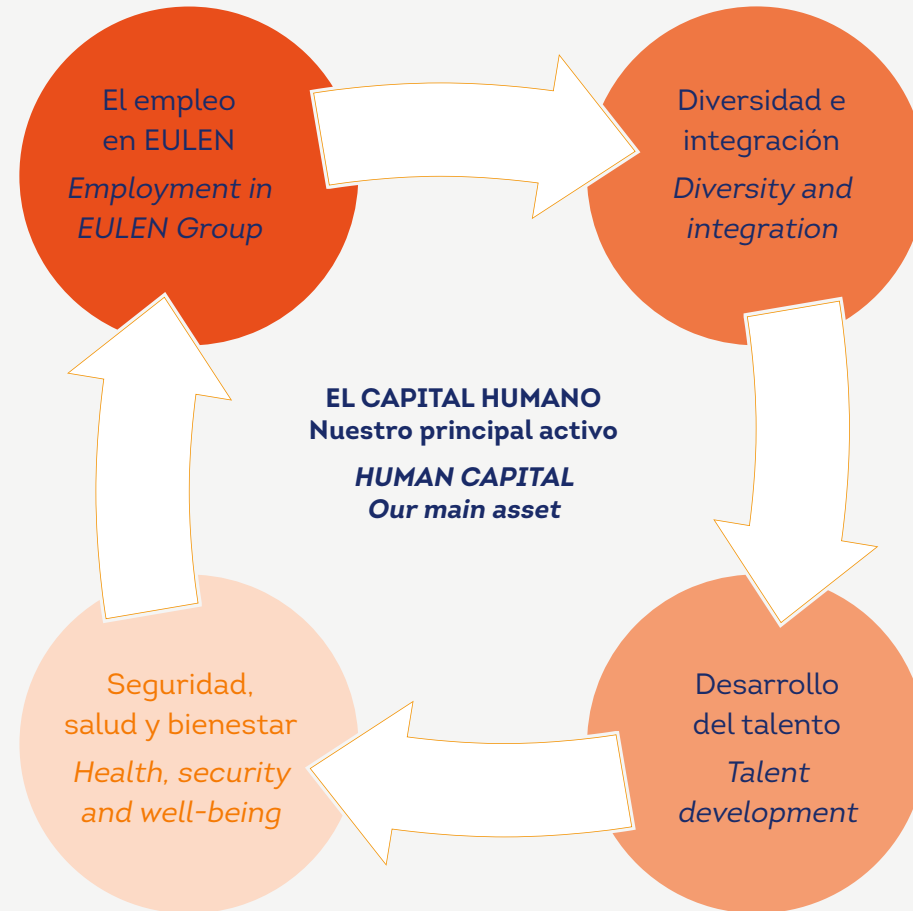 El empleo
en EULEN
Employment in
EULEN Group
Diversidad e
integración
Diversity and
integration
EL CAPITAL HUMANO
Nuestro principal activo
HUMAN CAPITAL
Our main asset
Seguridad,
salud y bienestar
Health, security
and well-being
Desarrollo
del talento
Talent
development